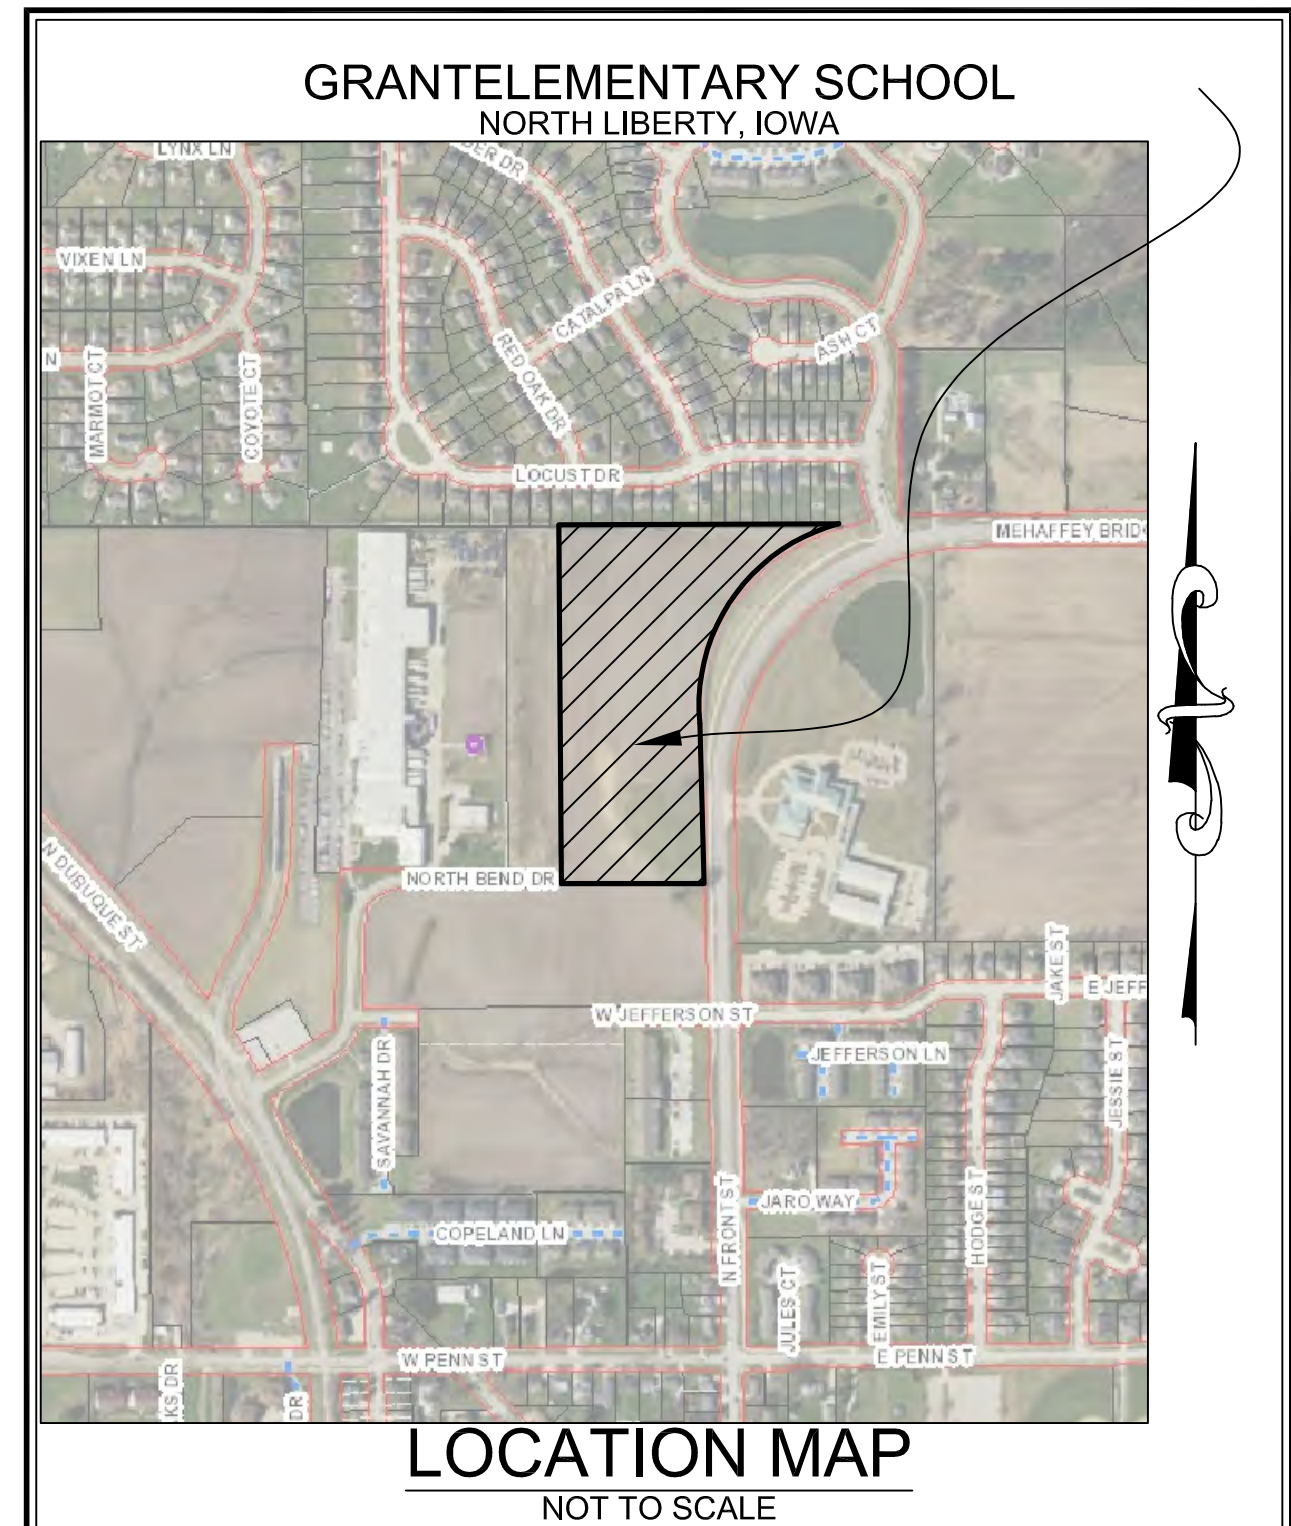 GRANTELEMENTARY SCHOOL
NORTH LIBERTY, IOWA
LYNX LN
DER DR
VIXEN LN
CATALPA LN
ASH CT
N
MARMOT CT
COYOTE CT
RED OAK DR
LOCUST DR
MEHAFFEY BRID
NORTH BEND DR
N DUBUQUE ST
JAKE ST
E JEFF
W JEFFERSON ST
JEFFERSON LN
SAVANNAH DR
JESSIE ST
JARO WAY
N FRONT ST
HODGE ST
COPELAND LN
JULES CT
EMILY ST
W PENN ST
E PENN ST
KS DR
DR
LOCATION MAP
NOT TO SCALE